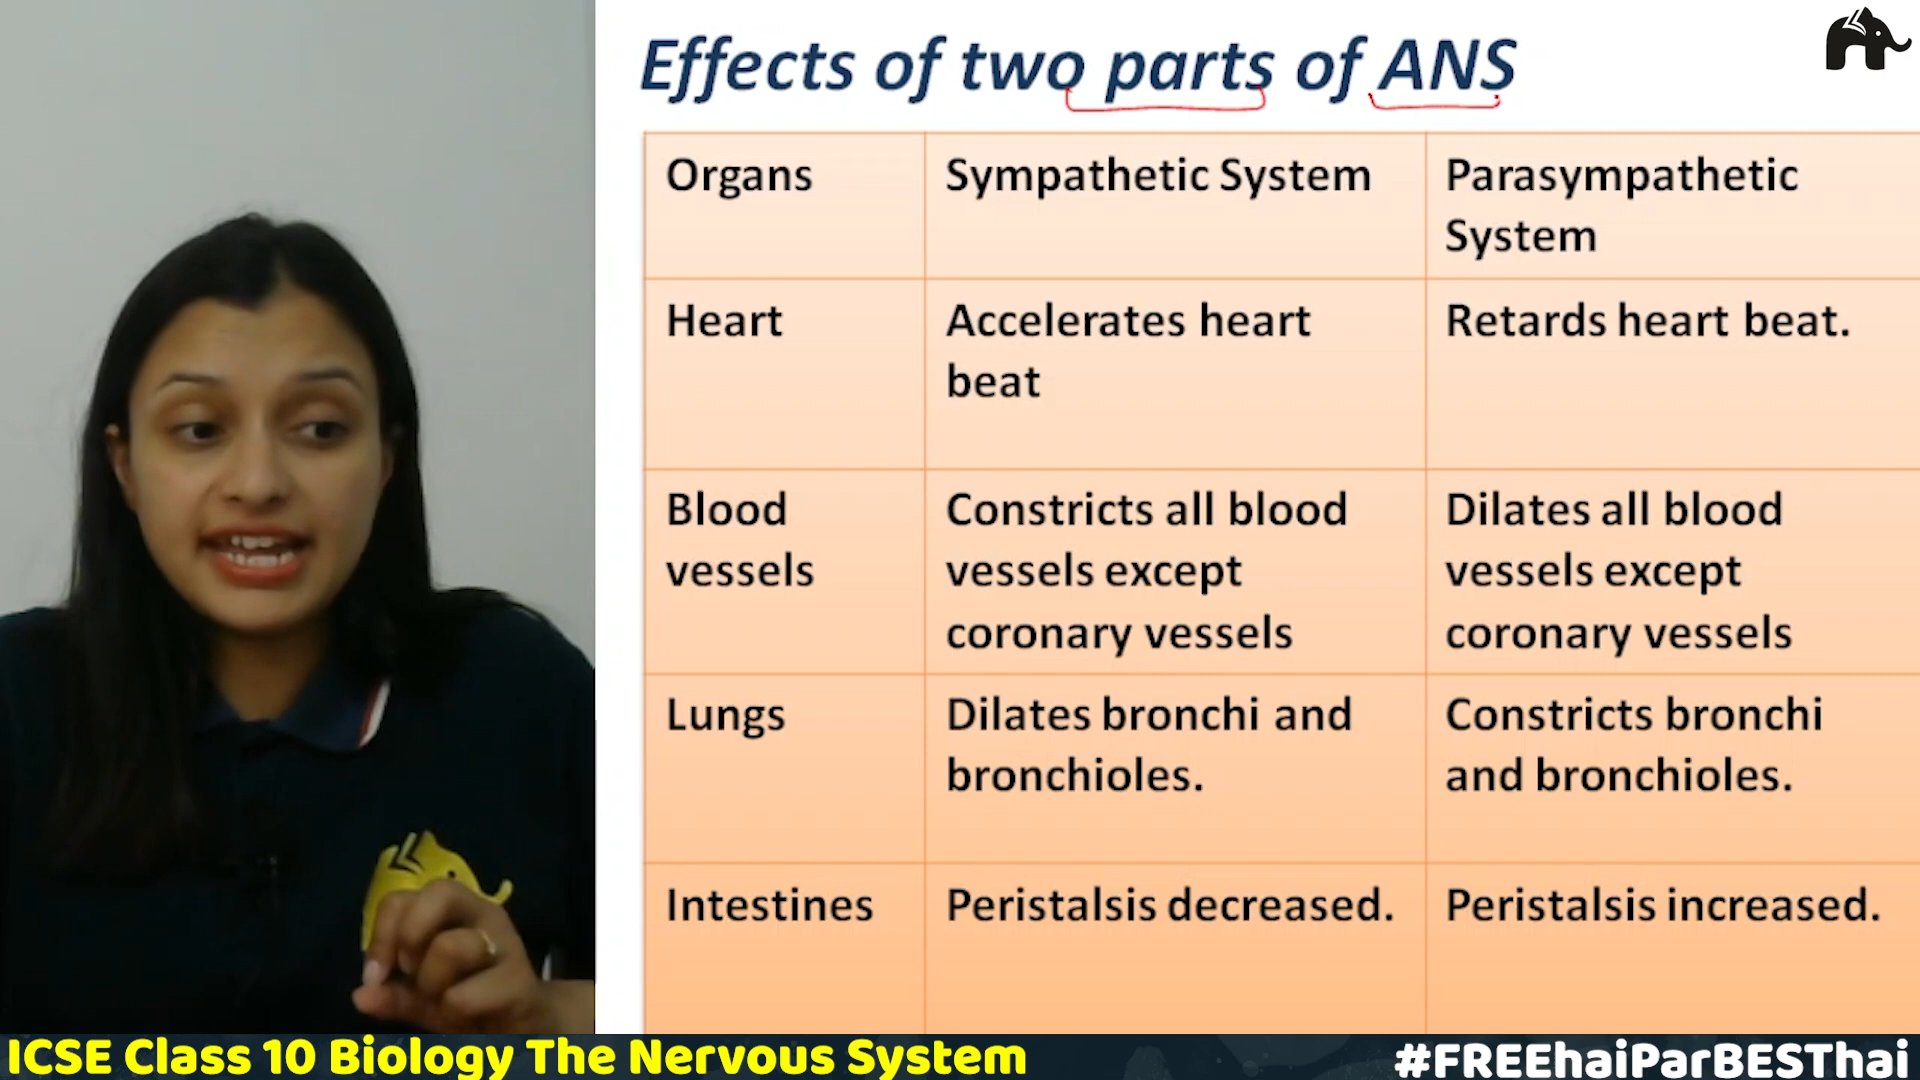 Effects of two parts of ANS
Organs
Sympathetic System
Parasympathetic
System
Heart
Accelerates heart
beat
Retards heart beat.
Blood
vessels
Constricts all blood
vessels except
coronary vessels
Dilates all blood
vessels except
coronary vessels
Lungs
Dilates bronchi and
bronchioles.
Constricts bronchi
and bronchioles.
Intestines
Peristalsis decreased.
Peristalsis increased.
ICSE Class 10 Biology The Nervous System
#FREEhaiParBESThai